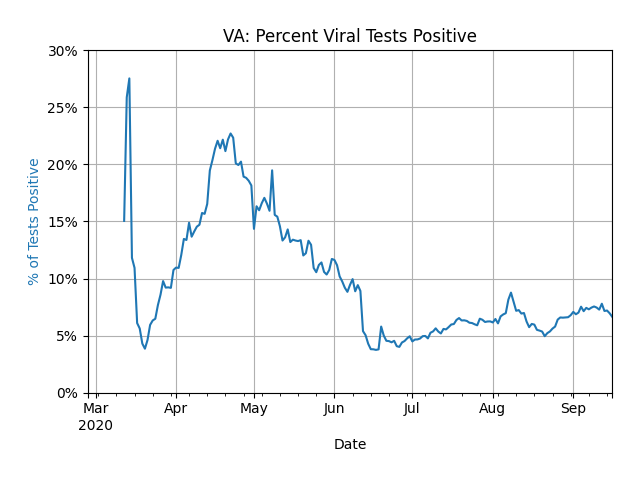 VA: Percent Viral Tests Positive
30%
25%
20%
15%
10%
5%
0%
% of Tests Positive
Mar Apr May Jun Jul Aug Sep
2020
Date